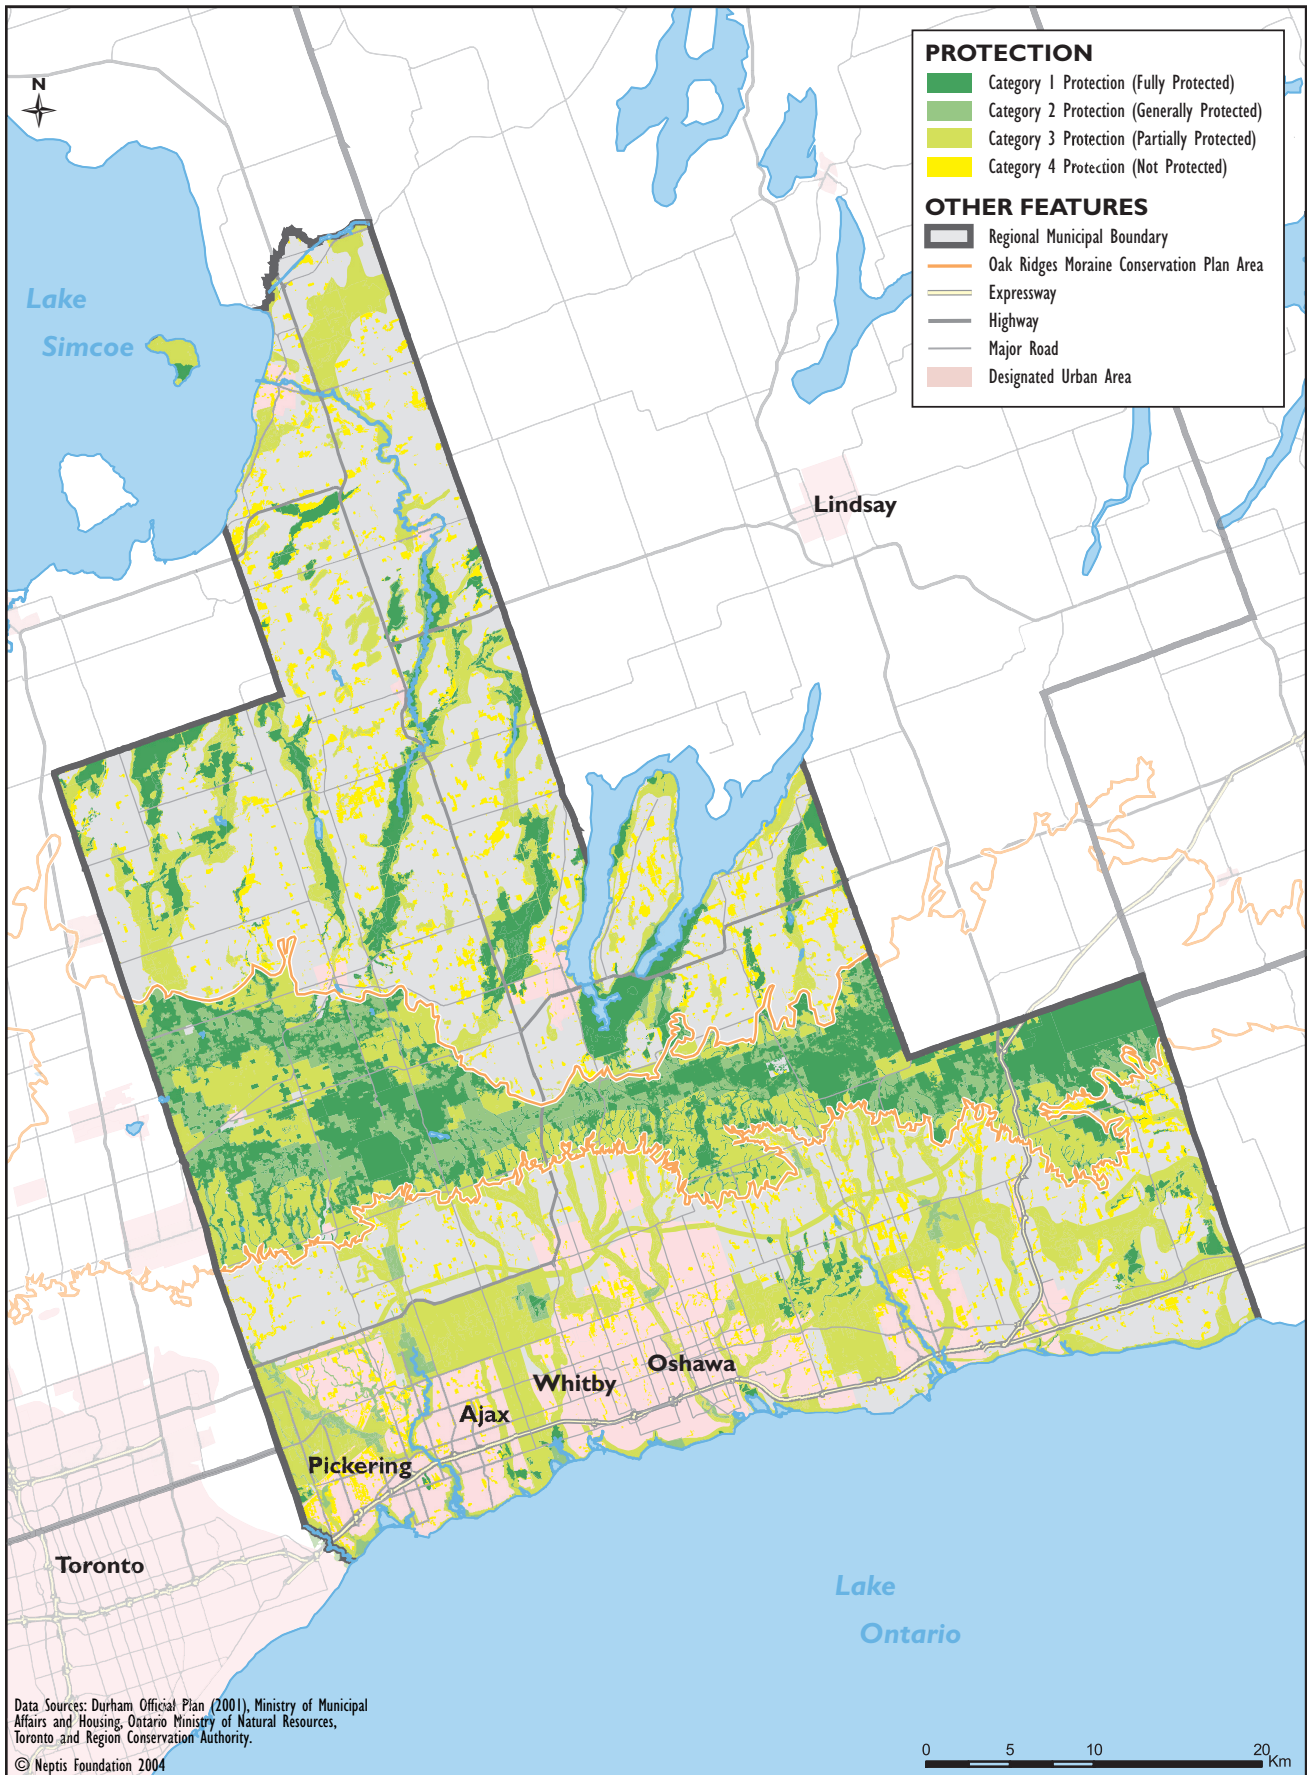 N
PROTECTION
Category 1 Protection (Fully Protected)
Category 2 Protection (Generally Protected)
Category 3 Protection (Partially Protected)
Category 4 Protection (Not Protected)
OTHER FEATURES
Regional Municipal Boundary
Oak Ridges Moraine Conservation Plan Area
Expressway
Highway
Major Road
Designated Urban Area
Lake
Simcoe
Lindsay
Oshawa
Whitby
Ajax
Pickering
Toronto
Lake
Ontario
Data Sources: Durham Official Plan (2001), Ministry of Municipal
Affairs and Housing, Ontario Ministry of Natural Resources,
Toronto and Region Conservation Authority.
© Neptis Foundation 2004
0 5 10 20
Km